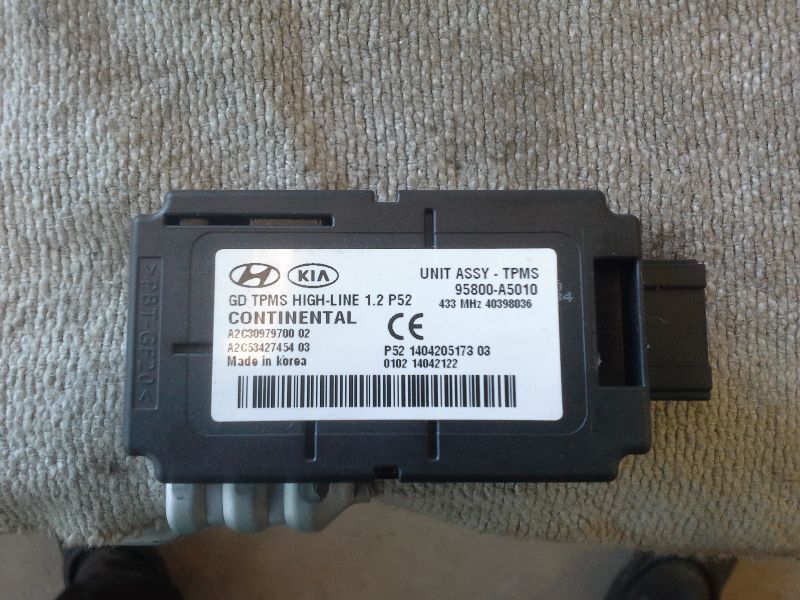 KIA
UNIT ASSY - TPMS
95800-A5010
GD TPMS HIGH-LINE 1.2 P52
433 MHz 40398036
CONTINENTAL
CE
A2C30979700 02
A2C53427454 03
P52 1404205173 03
Made in korea
0102 14042122
>PBT-GF20<